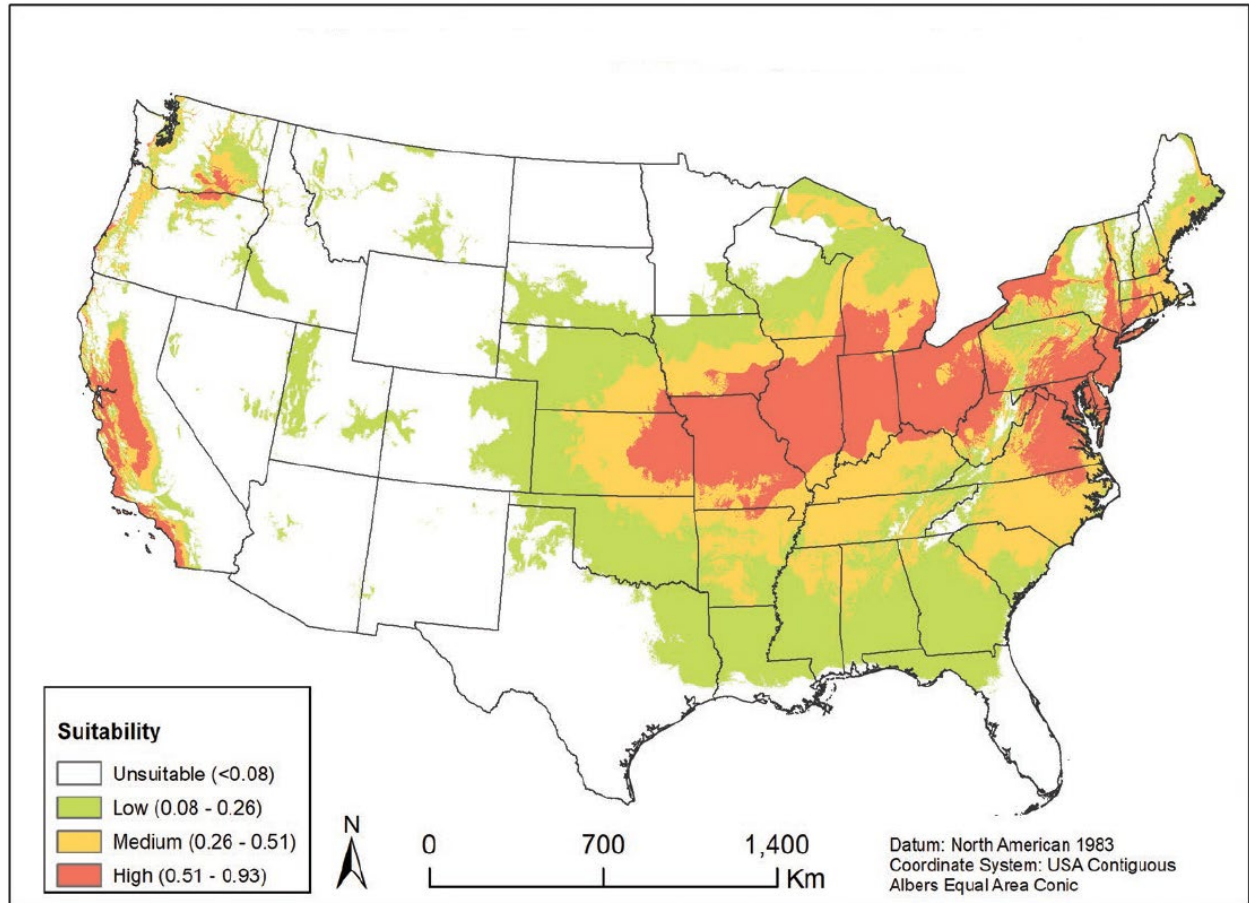 Suitability
Unsuitable (<0.08)
Low (0.08 - 0.26)
Medium (0.26 - 0.51)
High (0.51 - 0.93)
N
0 700 1,400
Km
Datum: North American 1983
Coordinate System: USA Contiguous
Albers Equal Area Conic